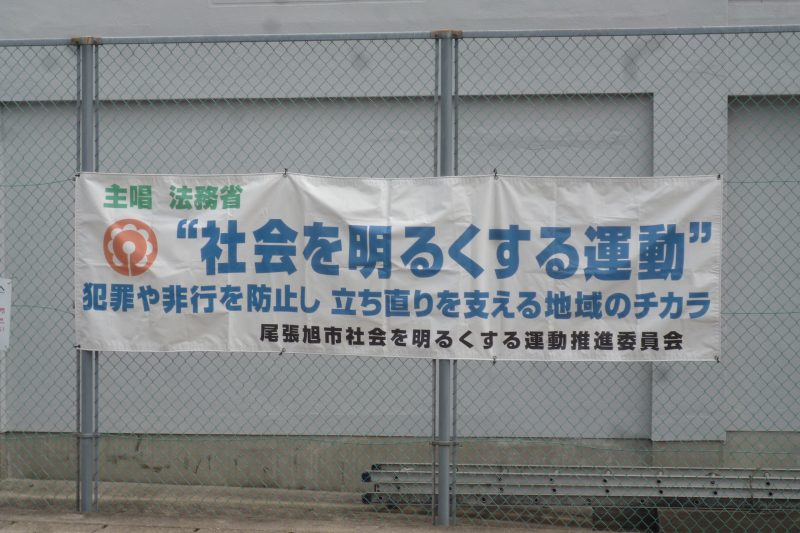 主唱 法務省
“社会を明るくする運動”
犯罪や非行を防止し 立ち直りを支える地域のチカラ
尾張旭市社会を明るくする運動推進委員会